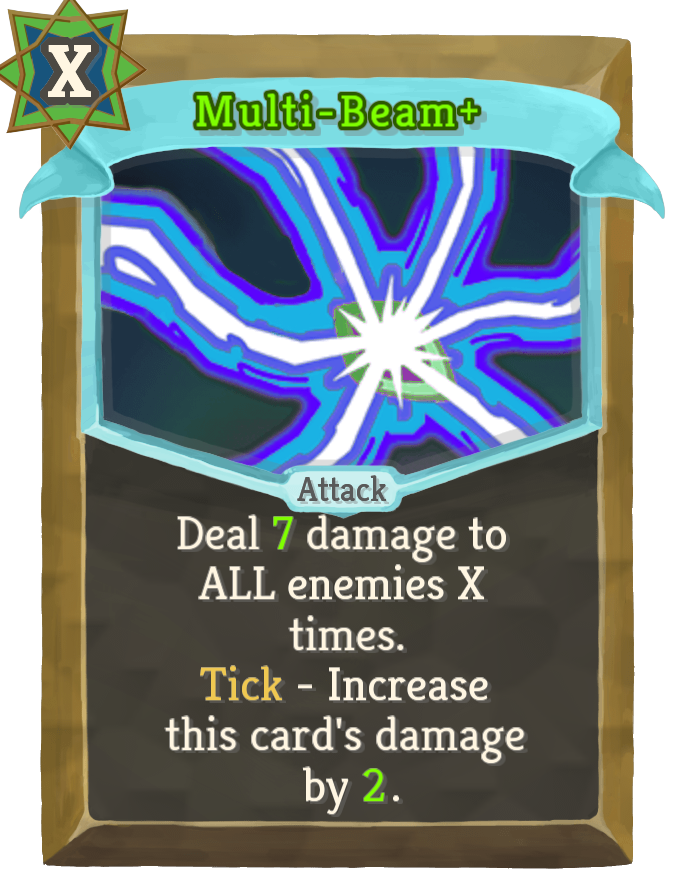 X
Multi-Beam+
Attack
Deal 7 damage to
ALL enemies X
times.
Tick - Increase
this card's damage
by 2.